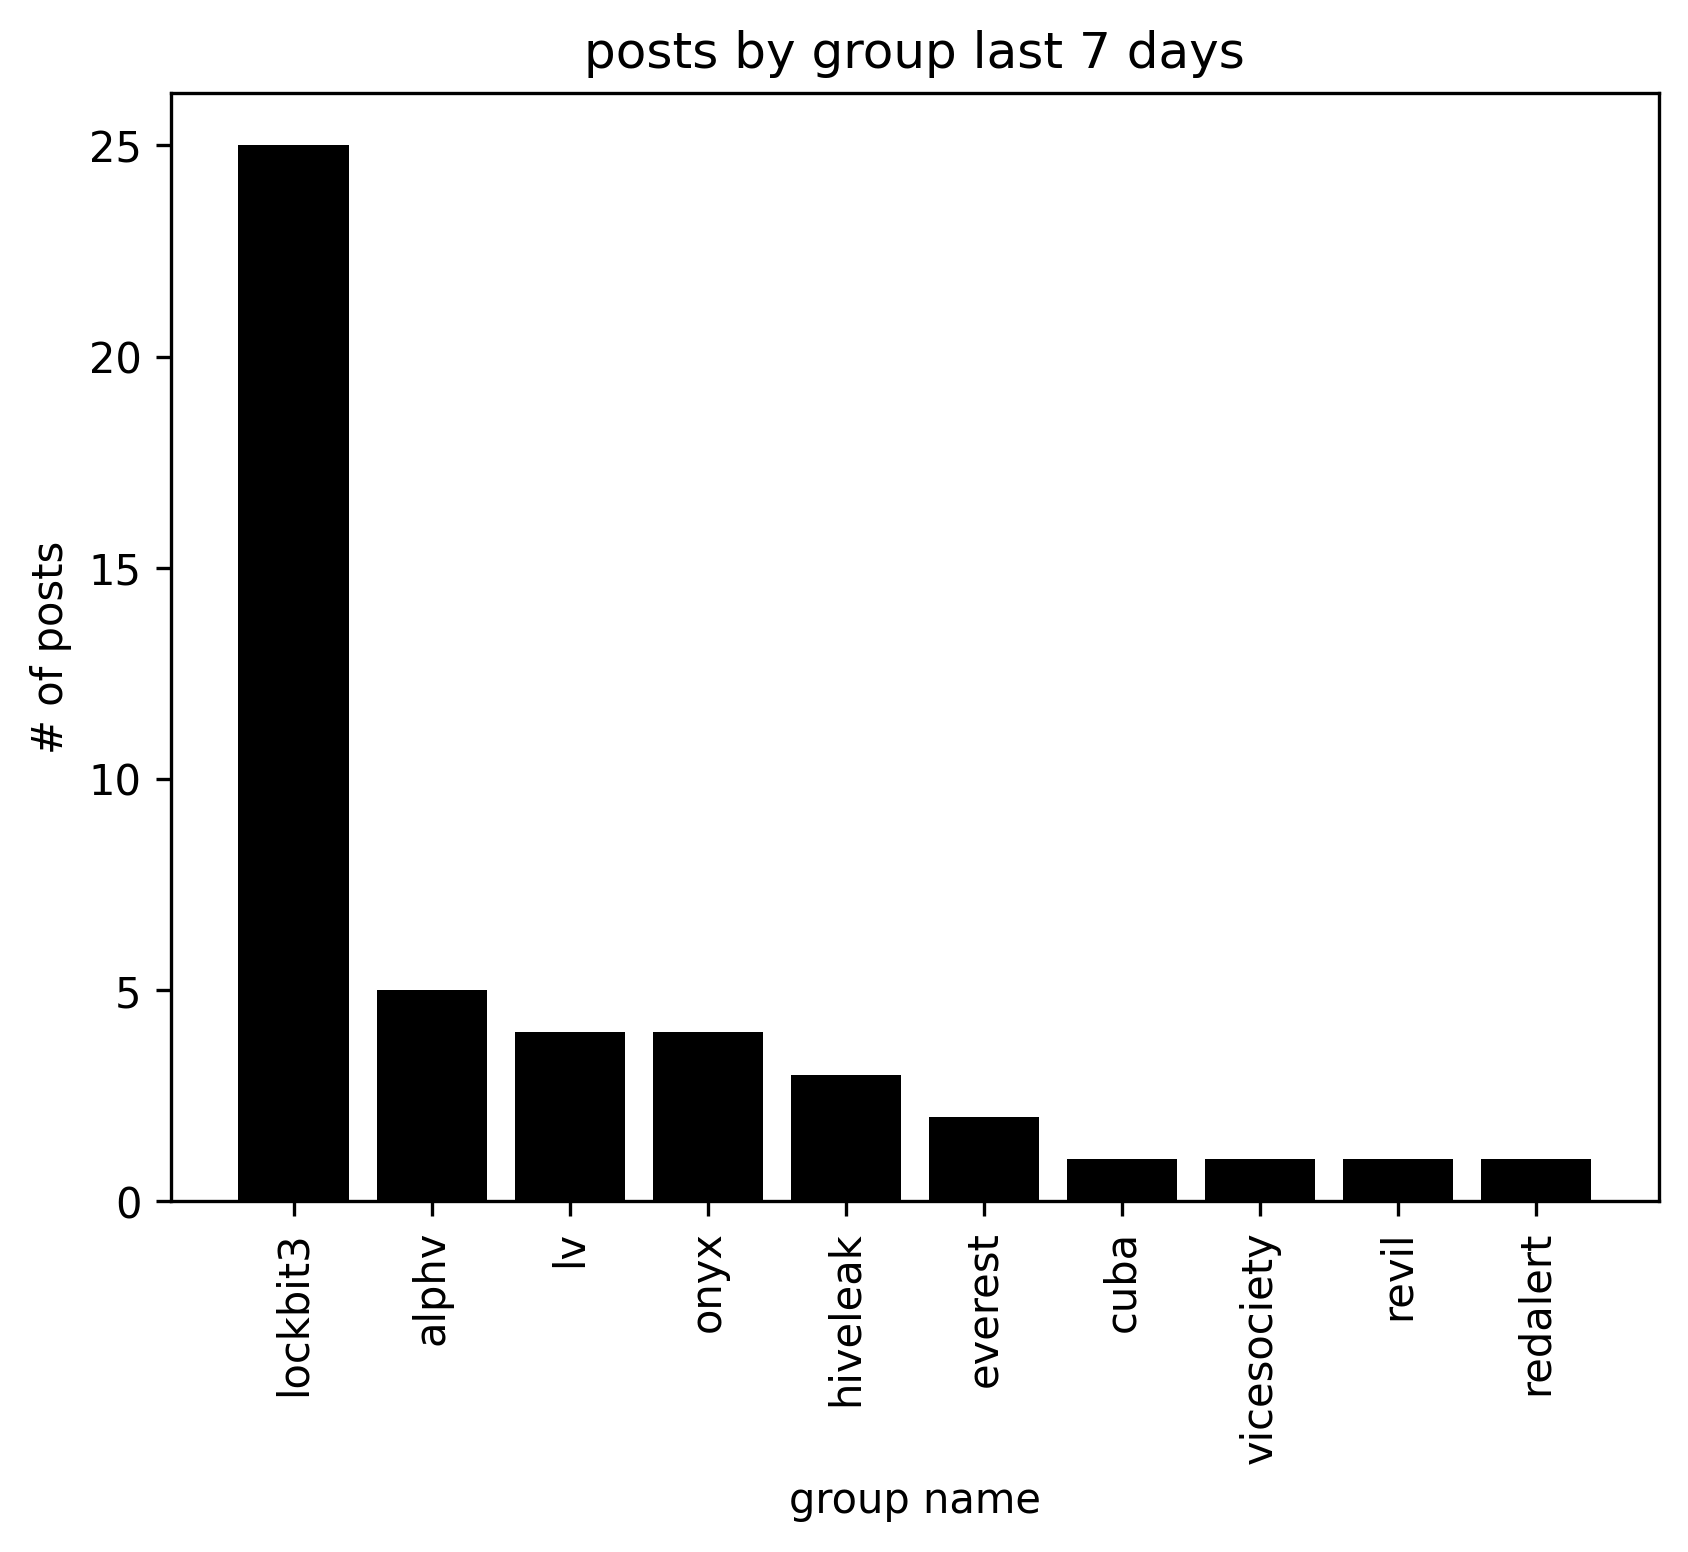 posts by group last 7 days
# of posts
25
20
15
10
5
0
lockbit3
alphv
lv
onyx
hiveleak
everest
cuba
vicesociety
revil
redalert
group name